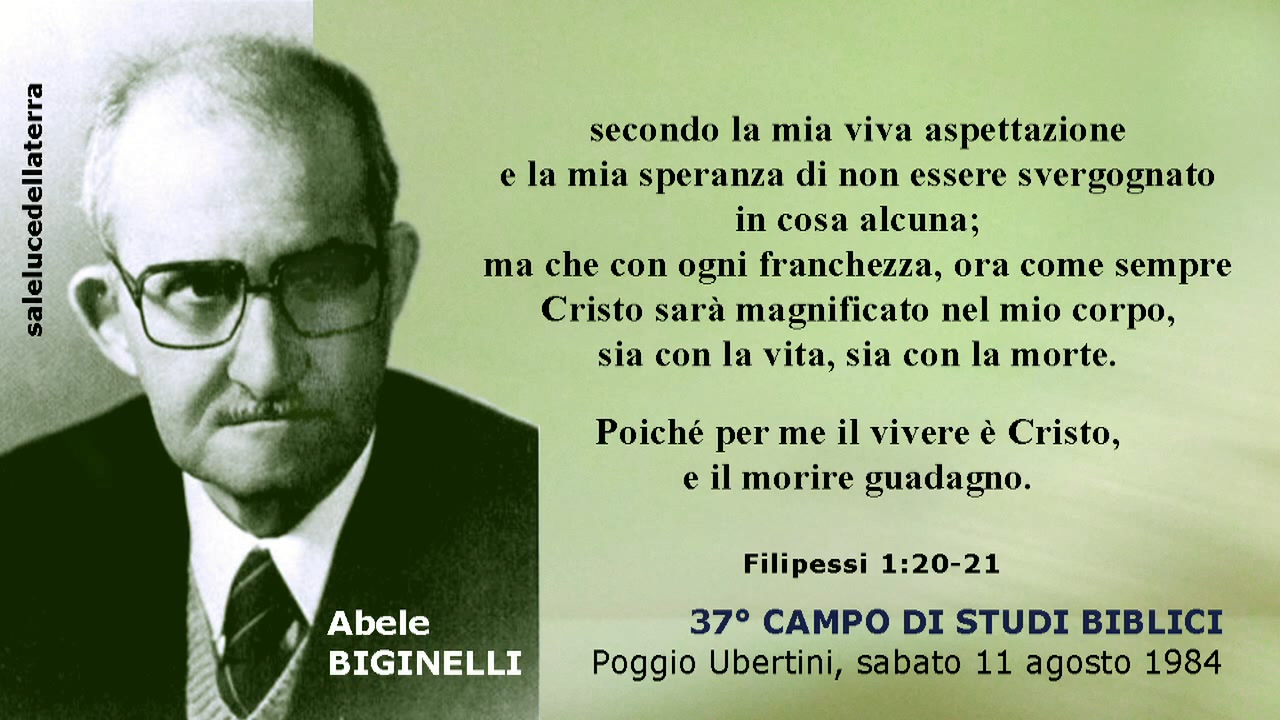 salelucedellaterra
secondo la mia viva aspettazione
e la mia speranza di non essere svergognato
in cosa alcuna;
ma che con ogni franchezza, ora come sempre
Cristo sarà magnificato nel mio corpo,
sia con la vita, sia con la morte.
Poiché per me il vivere è Cristo,
e il morire guadagno.
Filipessi 1:20-21
Abele
BIGINELLI
37° CAMPO DI STUDI BIBLICI
Poggio Ubertini, sabato 11 agosto 1984